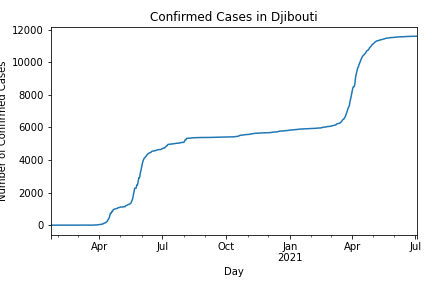 Confirmed Cases in Djibouti
12000
10000
8000
6000
4000
2000
0
Number of Confirmed Cases
Apr Jul Oct Jan Apr Jul
2021
Day